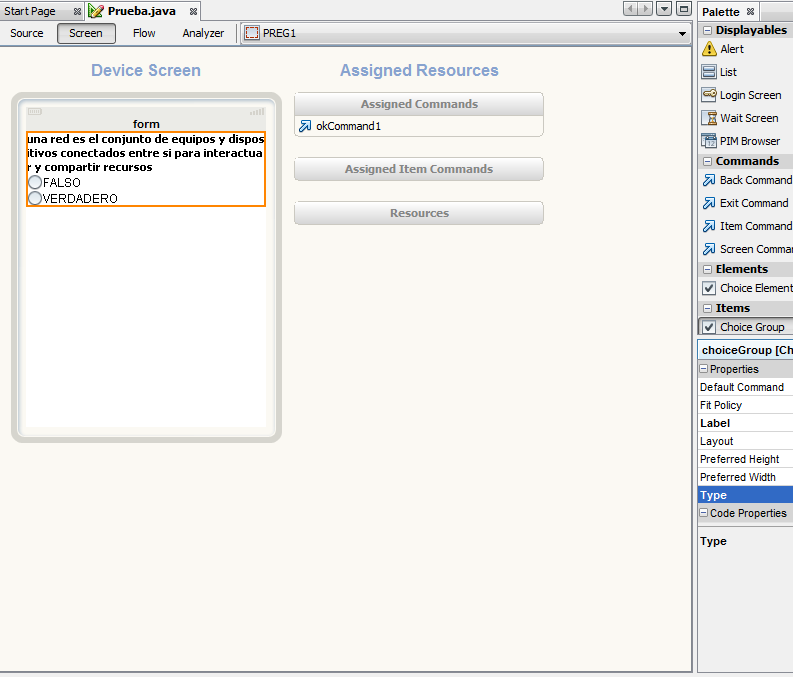 Start Page
Prueba.java
Source Screen Flow Analyzer PREG1
Device Screen
form
una red es el conjunto de equipos y dispos
itivos conectados entre si para interactua
r y compartir recursos
FALSO
VERDADERO
Assigned Resources
Assigned Commands
okCommand1
Assigned Item Commands
Resources
Palette
Displayables
Alert
List
Login Screen
Wait Screen
PIM Browser
Commands
Back Command
Exit Command
Item Command
Screen Comma
Elements
Choice Element
Items
Choice Group
choiceGroup [Ch
Properties
Default Command
Fit Policy
Label
Layout
Preferred Height
Preferred Width
Type
Code Properties
Type